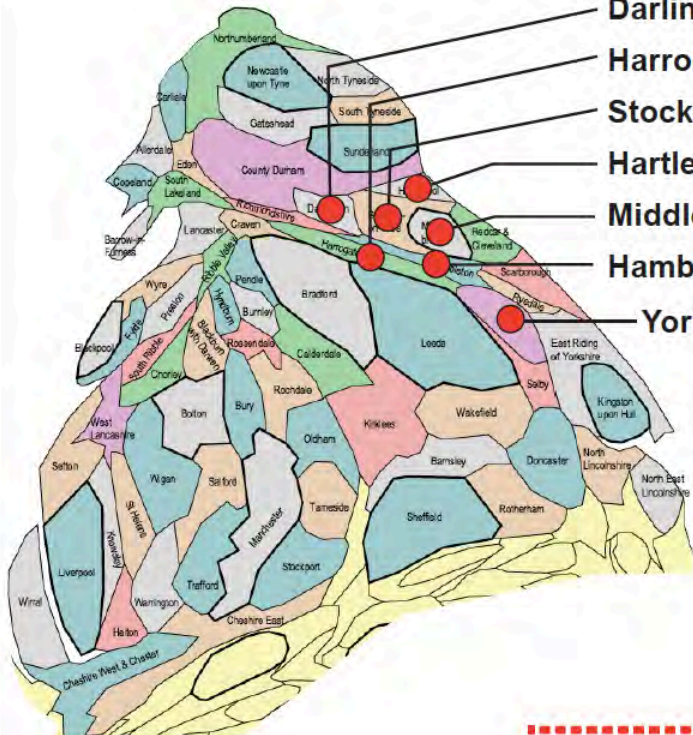 Darlin
Harro
Stock
Hartle
Middle
Hamb
Yor
Northumberland
Newcastle
upon Tyne
North Tyneside
Carlisle
South Tyneside
Gateshead
Sunderland
Allerdale
Eden
County Durham
Copeland
South
Lakeland
Richmondshire
Barrow-in-
Furness
Lancaster
Craven
Harrogate
Redcar &
Cleveland
Scarborough
Ryedale
Ribble Valley
Wyre
Pendle
Bradford
Preston
Hyndburn
Burnley
Leeds
East Riding
of Yorkshire
Blackpool
Fylde
South Ribble
Blackburn
with Darwen
Rossendale
Calderdale
Chorley
Selby
Kingston
upon Hull
West
Lancashire
Bolton
Bury
Rochdale
Kirklees
Wakefield
Oldham
Barnsley
Doncaster
North
Lincolnshire
Sefton
Wigan
Salford
North East
Lincolnshire
St Helens
Tameside
Manchester
Sheffield
Rotherham
Knowsley
Liverpool
Trafford
Stockport
Wirral
Warrington
Halton
Cheshire East
Cheshire West & Chester